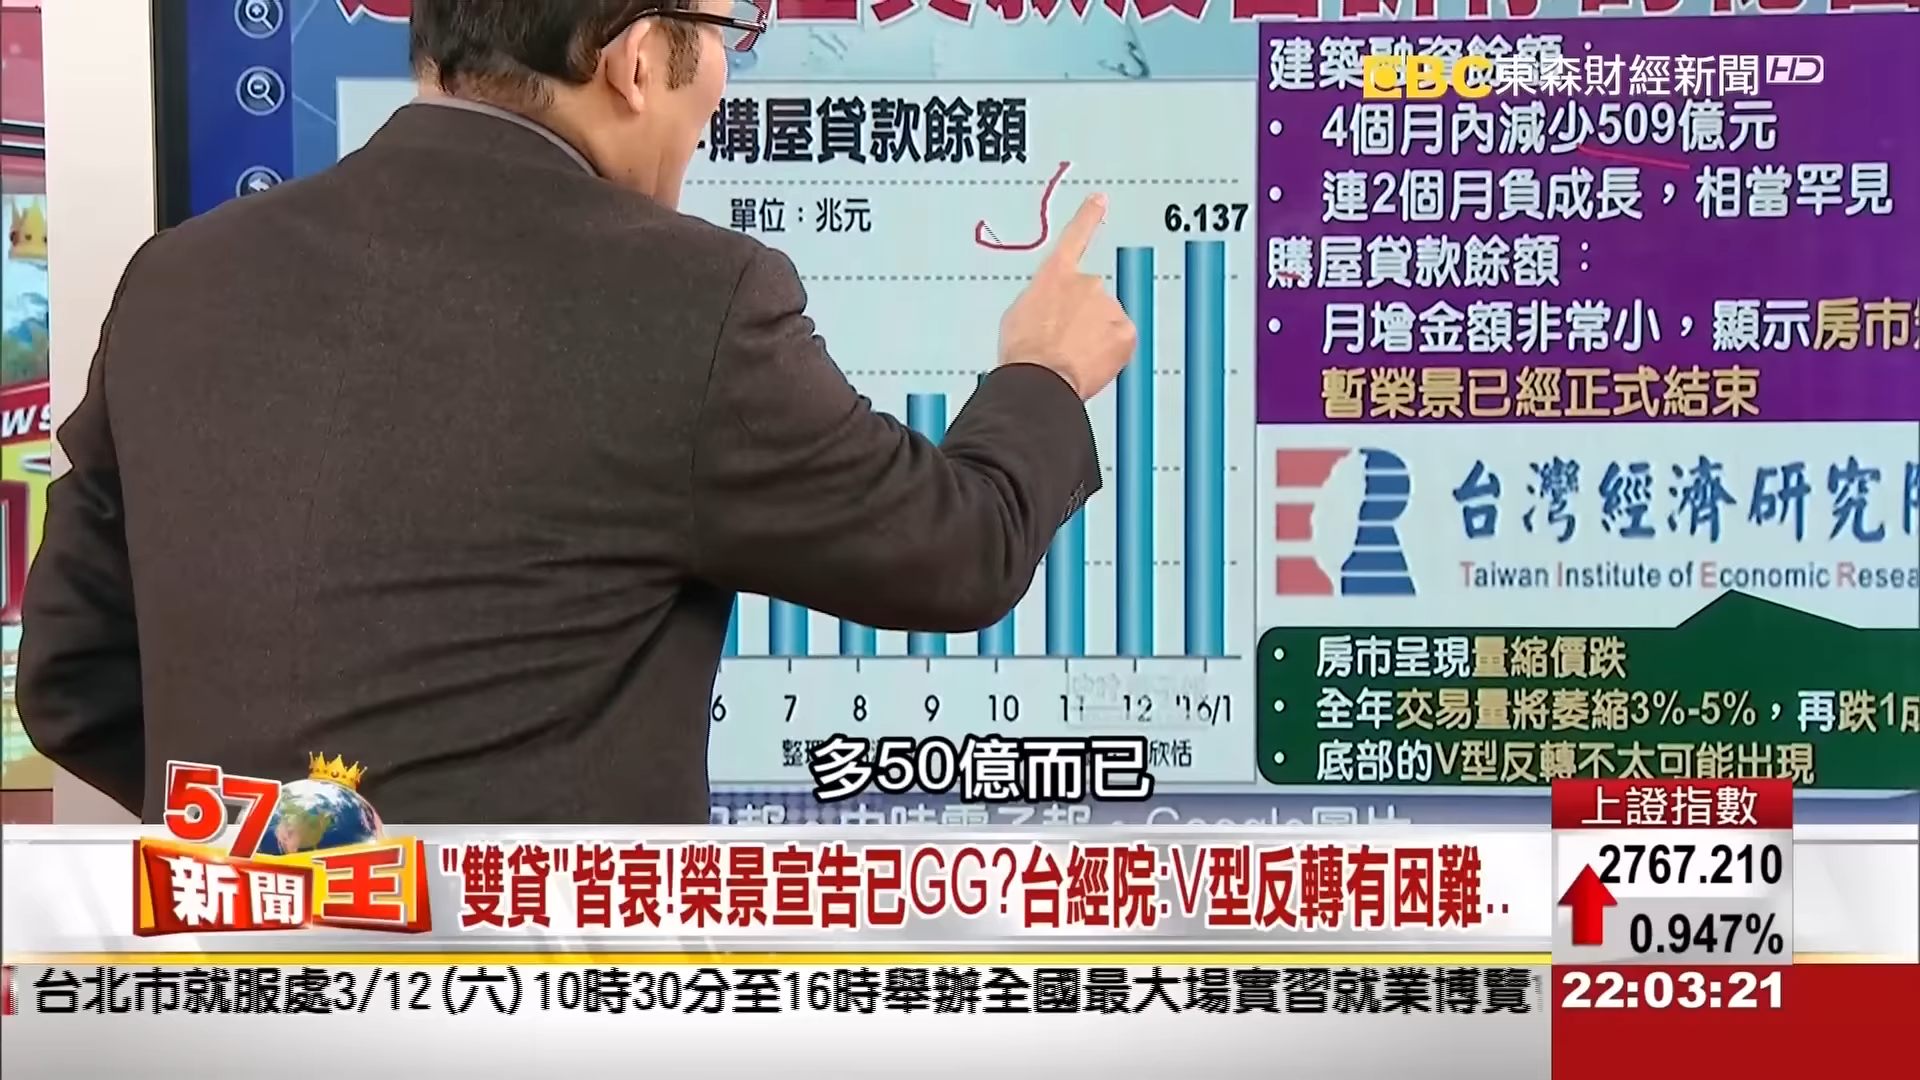 建築融資餘額：
EBC東森財經新聞HD
• 4個月內減少509億元
• 連2個月負成長，相當罕見
購屋貸款餘額：
• 月增金額非常小，顯示房市
暫榮景已經正式結束
購屋貸款餘額
單位：兆元
6.137
6 7 8 9 10 11 12 '16/1
台灣經濟研究
Taiwan Institute of Economic Resea
• 房市呈現量縮價跌
• 全年交易量將萎縮3%-5%，再跌1成
• 底部的V型反轉不太可能出現
多50億而已
57
新聞王
"雙貸"皆衰!榮景宣告已GG?台經院:V型反轉有困難..
上證指數
2767.210
0.947%
台北市就服處3/12(六)10時30分至16時舉辦全國最大場實習就業博覽
22:03:21